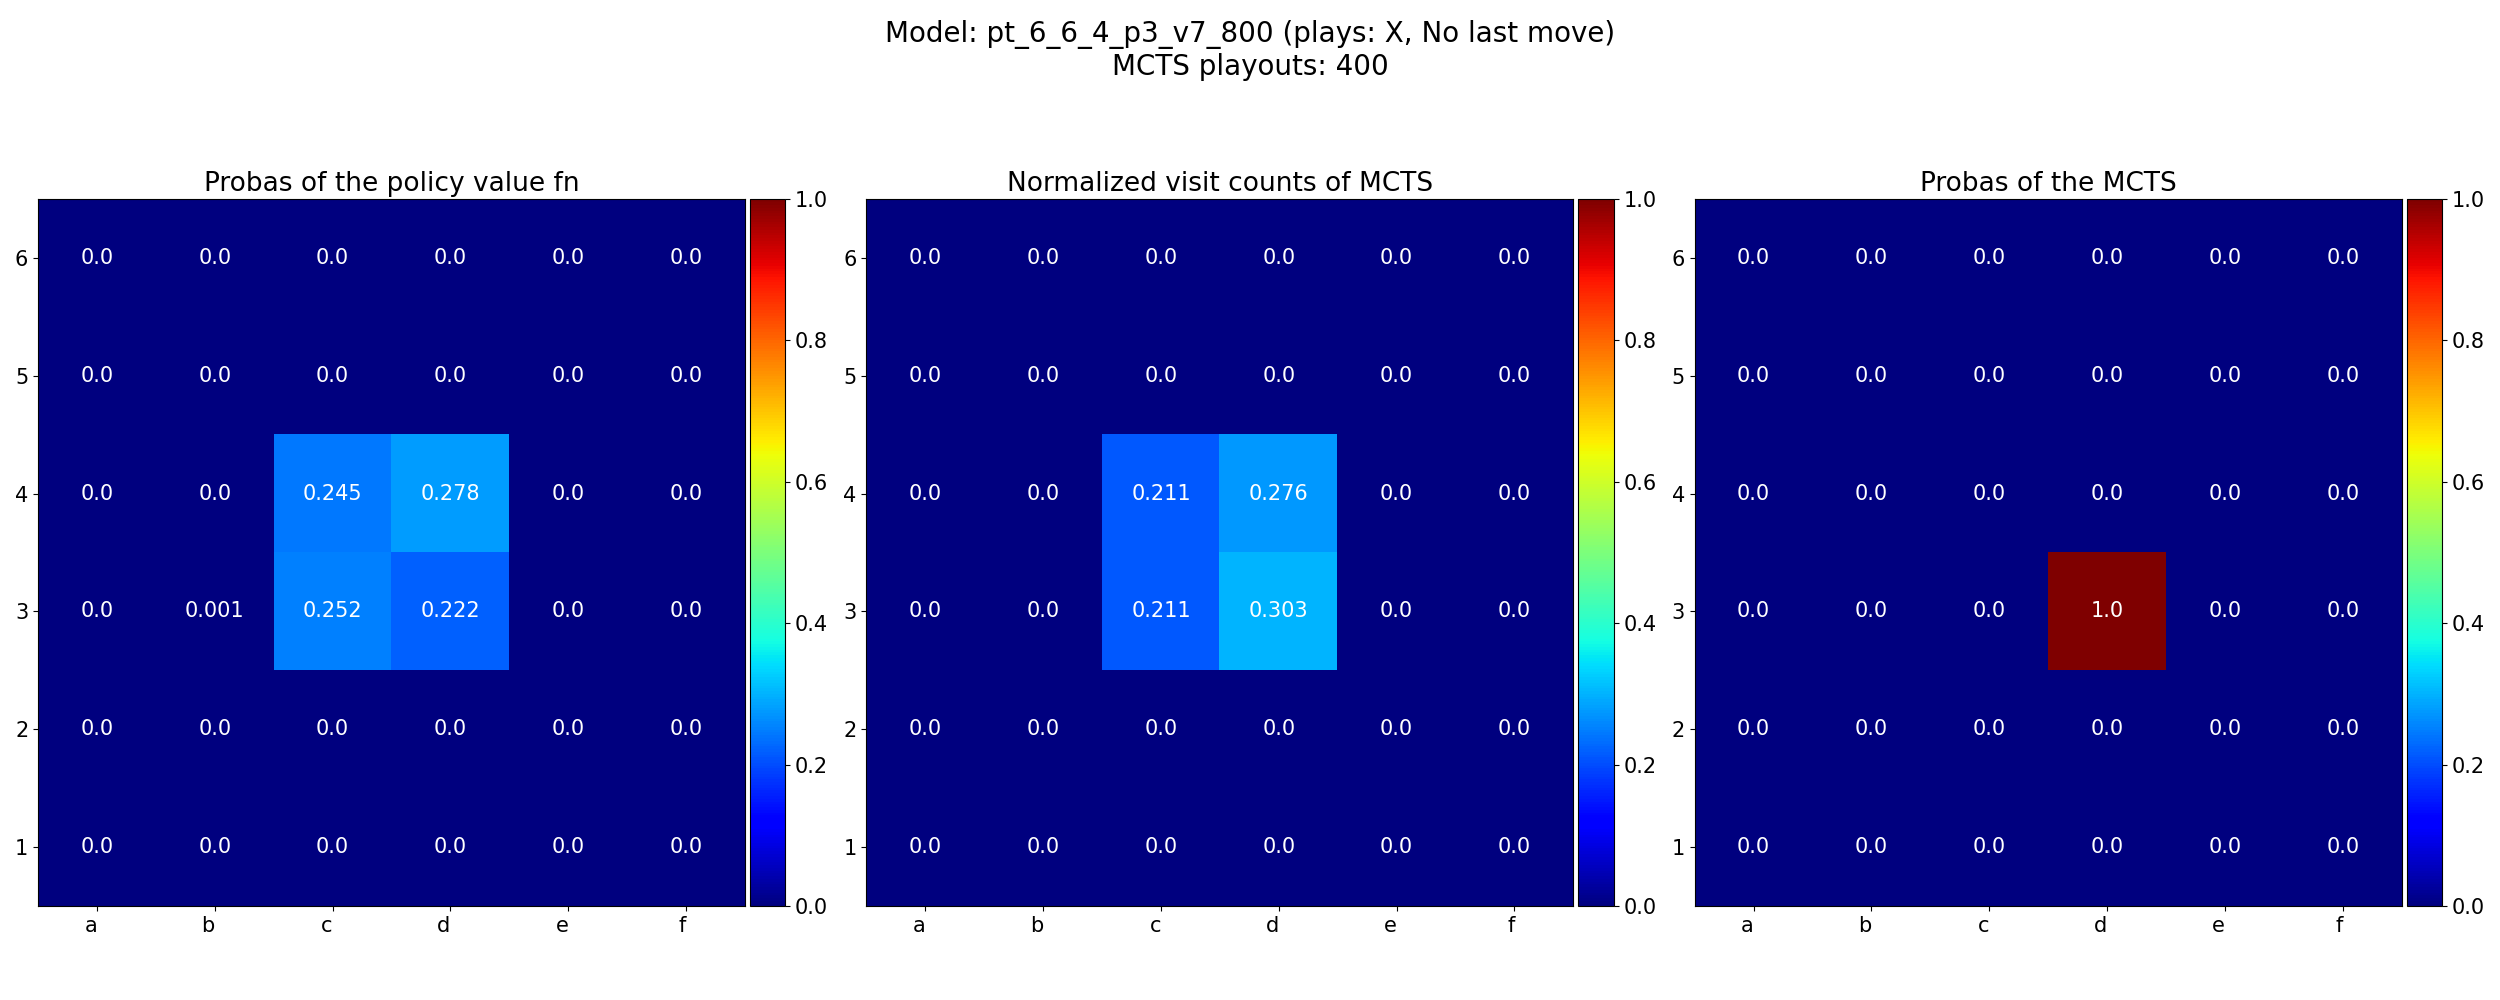 Model: pt_6_6_4_p3_v7_800 (plays: X, No last move)
MCTS playouts: 400
Probas of the policy value fn
6 0.0 0.0 0.0 0.0 0.0 0.0
5 0.0 0.0 0.0 0.0 0.0 0.0
4 0.0 0.0 0.245 0.278 0.0 0.0
3 0.0 0.001 0.252 0.222 0.0 0.0
2 0.0 0.0 0.0 0.0 0.0 0.0
1 0.0 0.0 0.0 0.0 0.0 0.0
a b c d e f
1.0
0.8
0.6
0.4
0.2
0.0
Normalized visit counts of MCTS
6 0.0 0.0 0.0 0.0 0.0 0.0
5 0.0 0.0 0.0 0.0 0.0 0.0
4 0.0 0.0 0.211 0.276 0.0 0.0
3 0.0 0.0 0.211 0.303 0.0 0.0
2 0.0 0.0 0.0 0.0 0.0 0.0
1 0.0 0.0 0.0 0.0 0.0 0.0
a b c d e f
1.0
0.8
0.6
0.4
0.2
0.0
Probas of the MCTS
6 0.0 0.0 0.0 0.0 0.0 0.0
5 0.0 0.0 0.0 0.0 0.0 0.0
4 0.0 0.0 0.0 0.0 0.0 0.0
3 0.0 0.0 0.0 1.0 0.0 0.0
2 0.0 0.0 0.0 0.0 0.0 0.0
1 0.0 0.0 0.0 0.0 0.0 0.0
a b c d e f
1.0
0.8
0.6
0.4
0.2
0.0